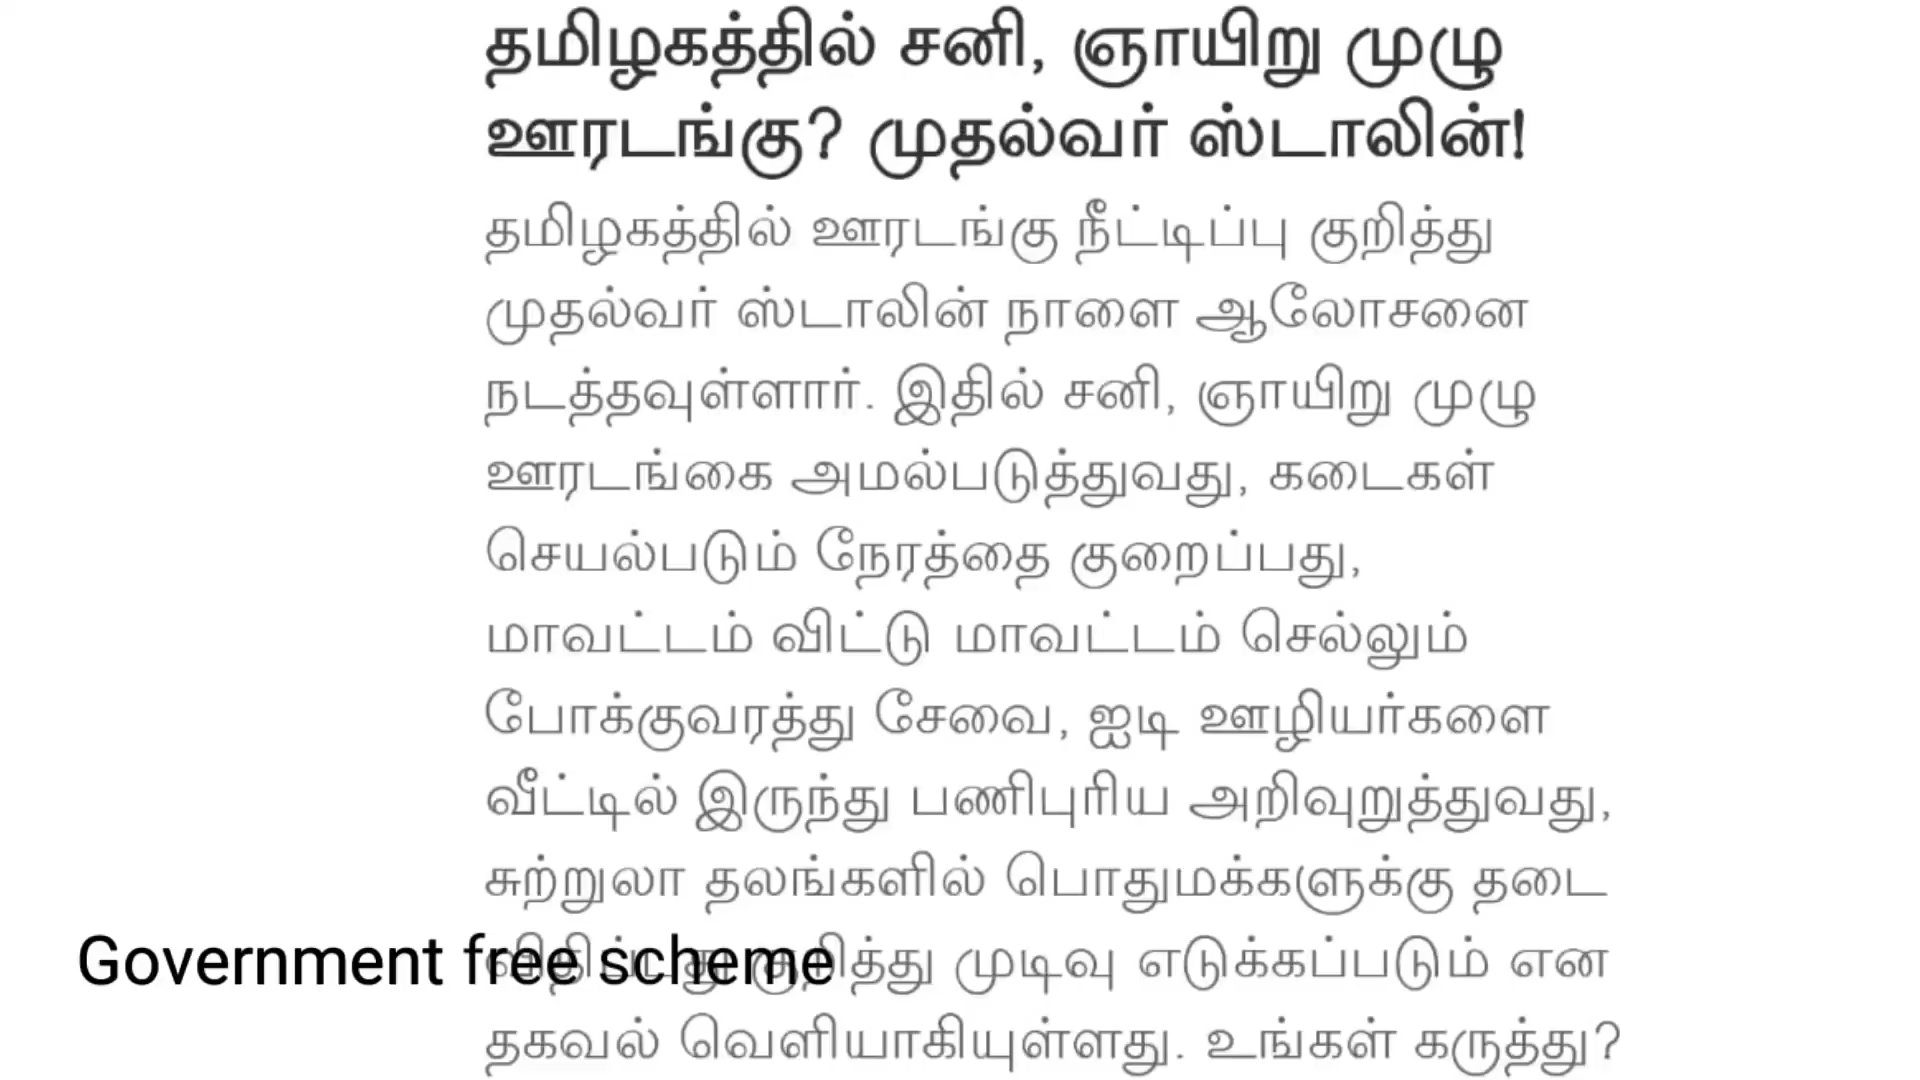 தமிழகத்தில் சனி, ஞாயிறு முழு
ஊரடங்கு? முதல்வர் ஸ்டாலின்!
தமிழகத்தில் ஊரடங்கு நீட்டிப்பு குறித்து
முதல்வர் ஸ்டாலின் நாளை ஆலோசனை
நடத்தவுள்ளார். இதில் சனி, ஞாயிறு முழு
ஊரடங்கை அமல்படுத்துவது, கடைகள்
செயல்படும் நேரத்தை குறைப்பது,
மாவட்டம் விட்டு மாவட்டம் செல்லும்
போக்குவரத்து சேவை, ஐடி ஊழியர்களை
வீட்டில் இருந்து பணிபுரிய அறிவுறுத்துவது,
சுற்றுலா தலங்களில் பொதுமக்களுக்கு தடை
குறித்து முடிவு எடுக்கப்படும் என
Government free scheme
தகவல் வெளியாகியுள்ளது. உங்கள் கருத்து?